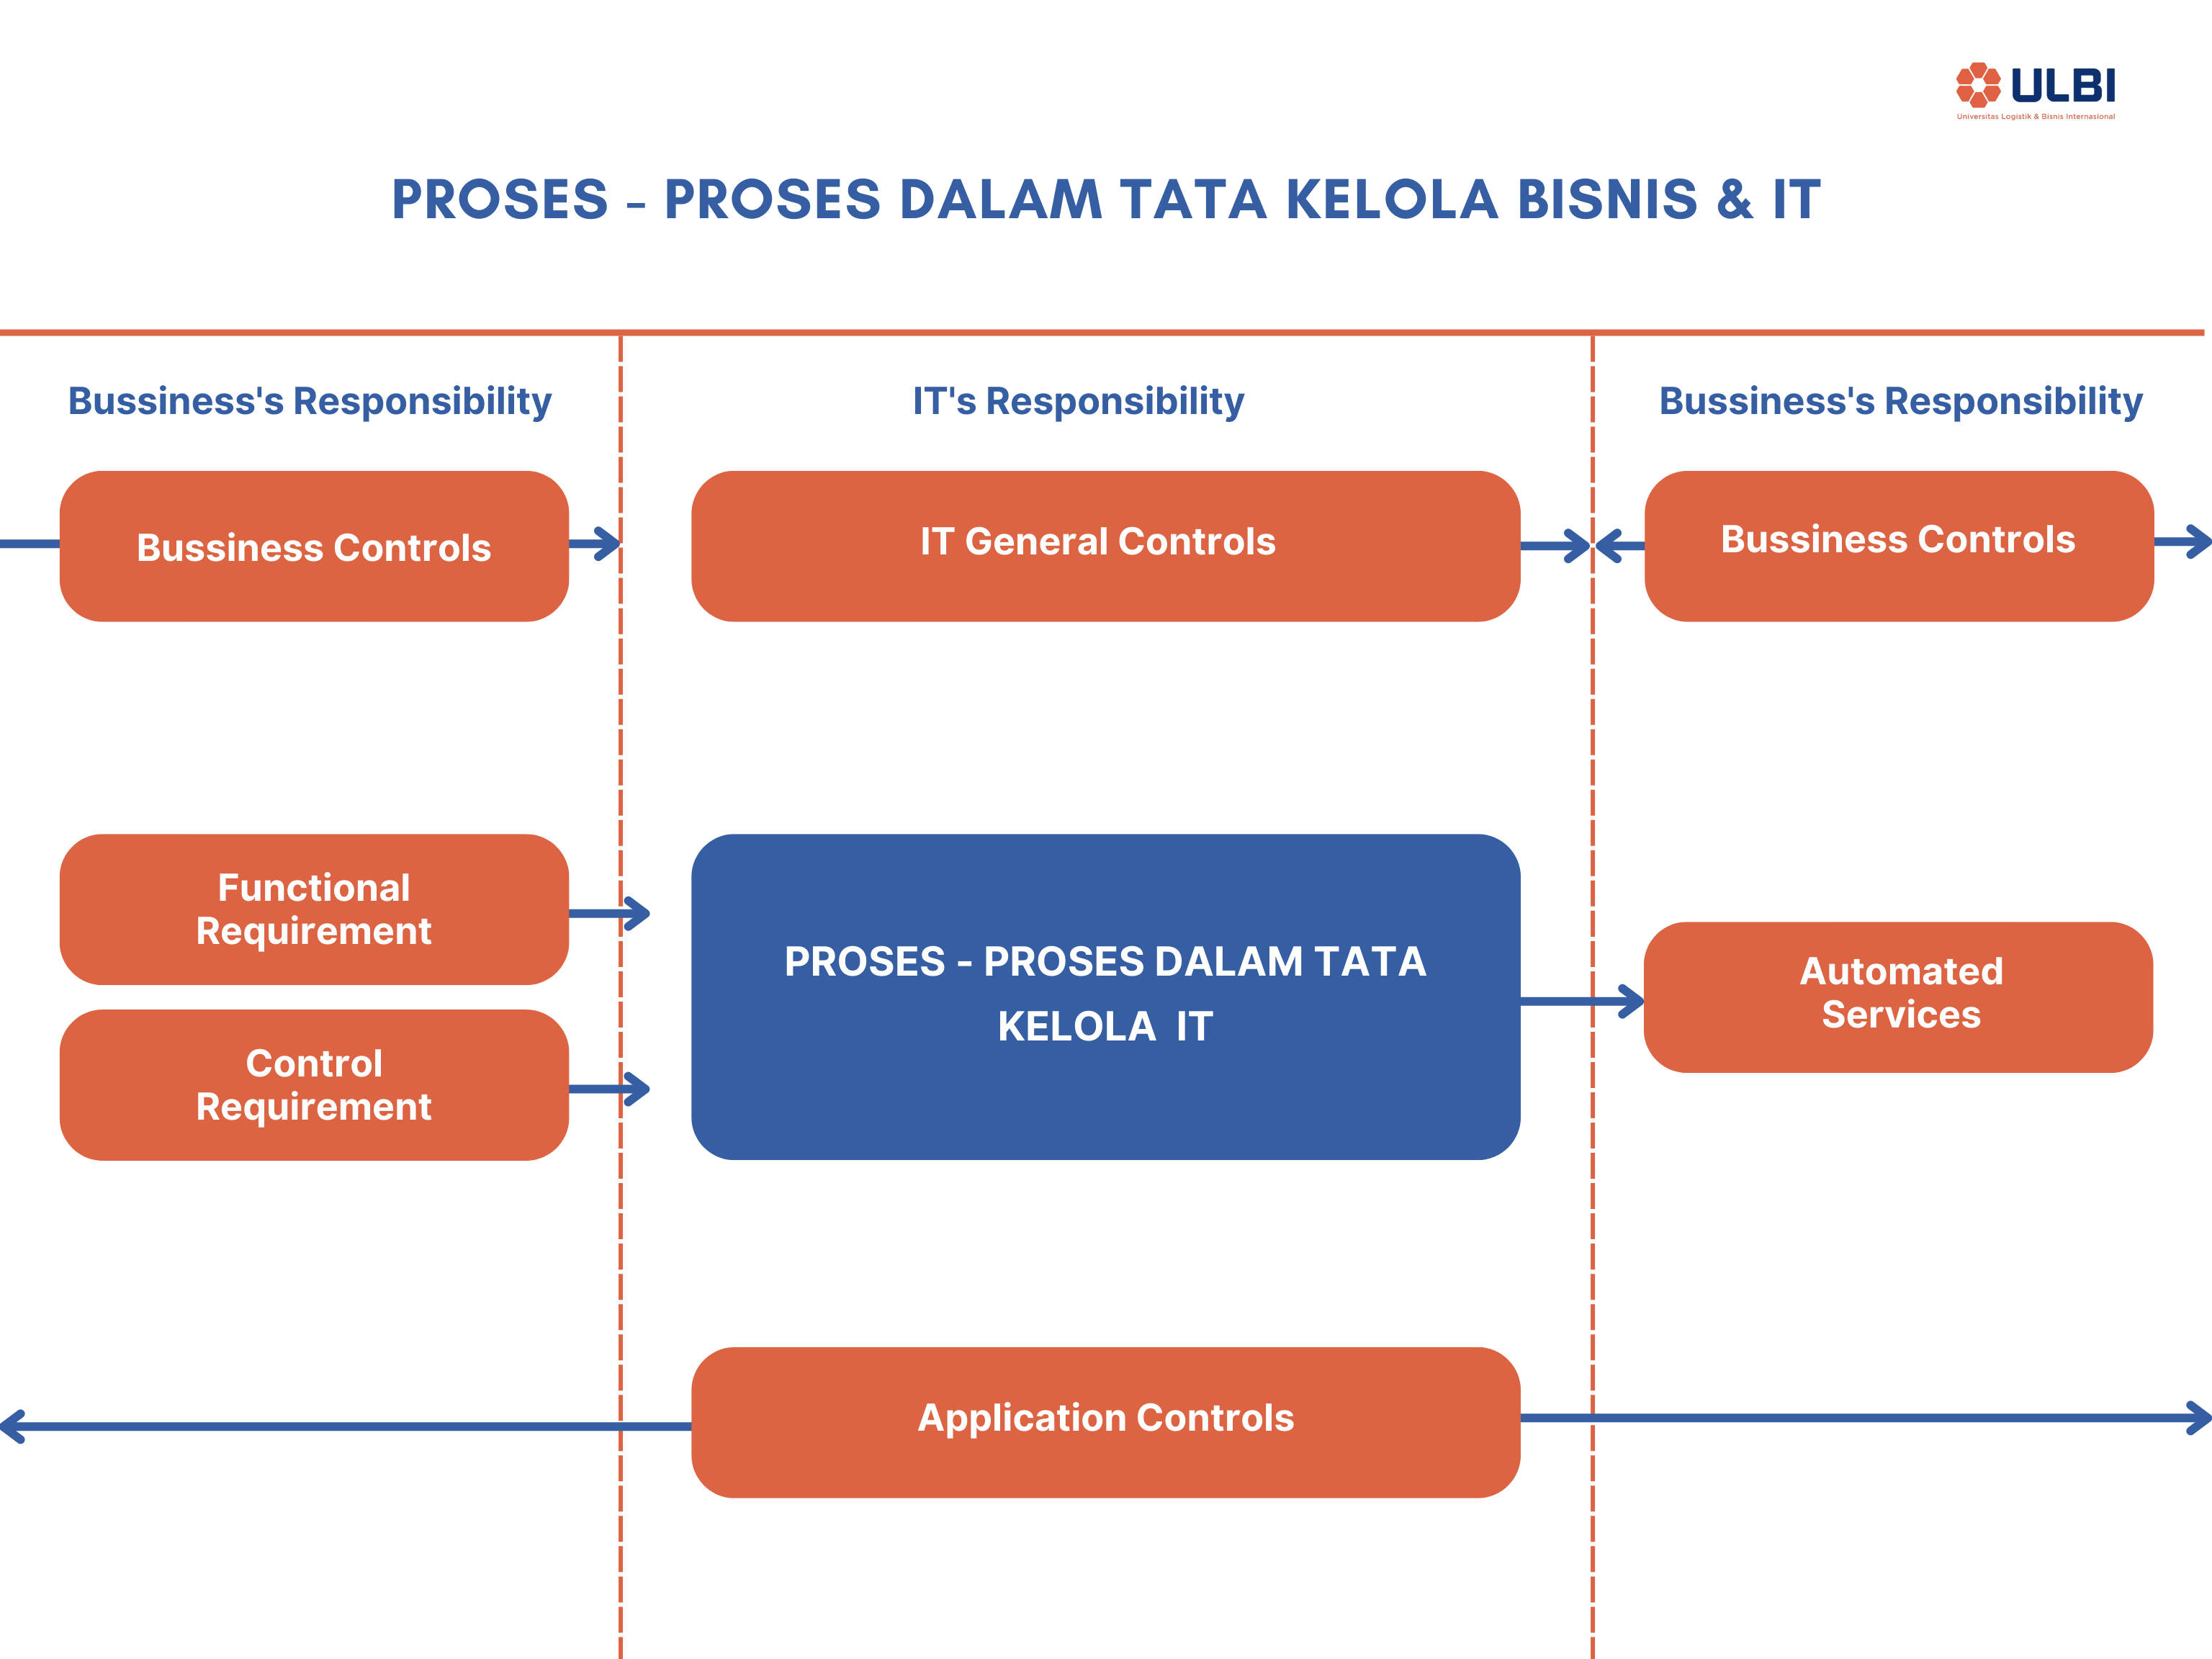 ULBI
Universitas Logistik & Bisnis Internasional
PROSES - PROSES DALAM TATA KELOLA BISNIS & IT
Bussiness's Responsibility
IT's Responsibility
Bussiness's Responsibility
Bussiness Controls
IT General Controls
Bussiness Controls
Functional
Requirement
Control
Requirement
PROSES - PROSES DALAM TATA
KELOLA IT
Automated
Services
Application Controls